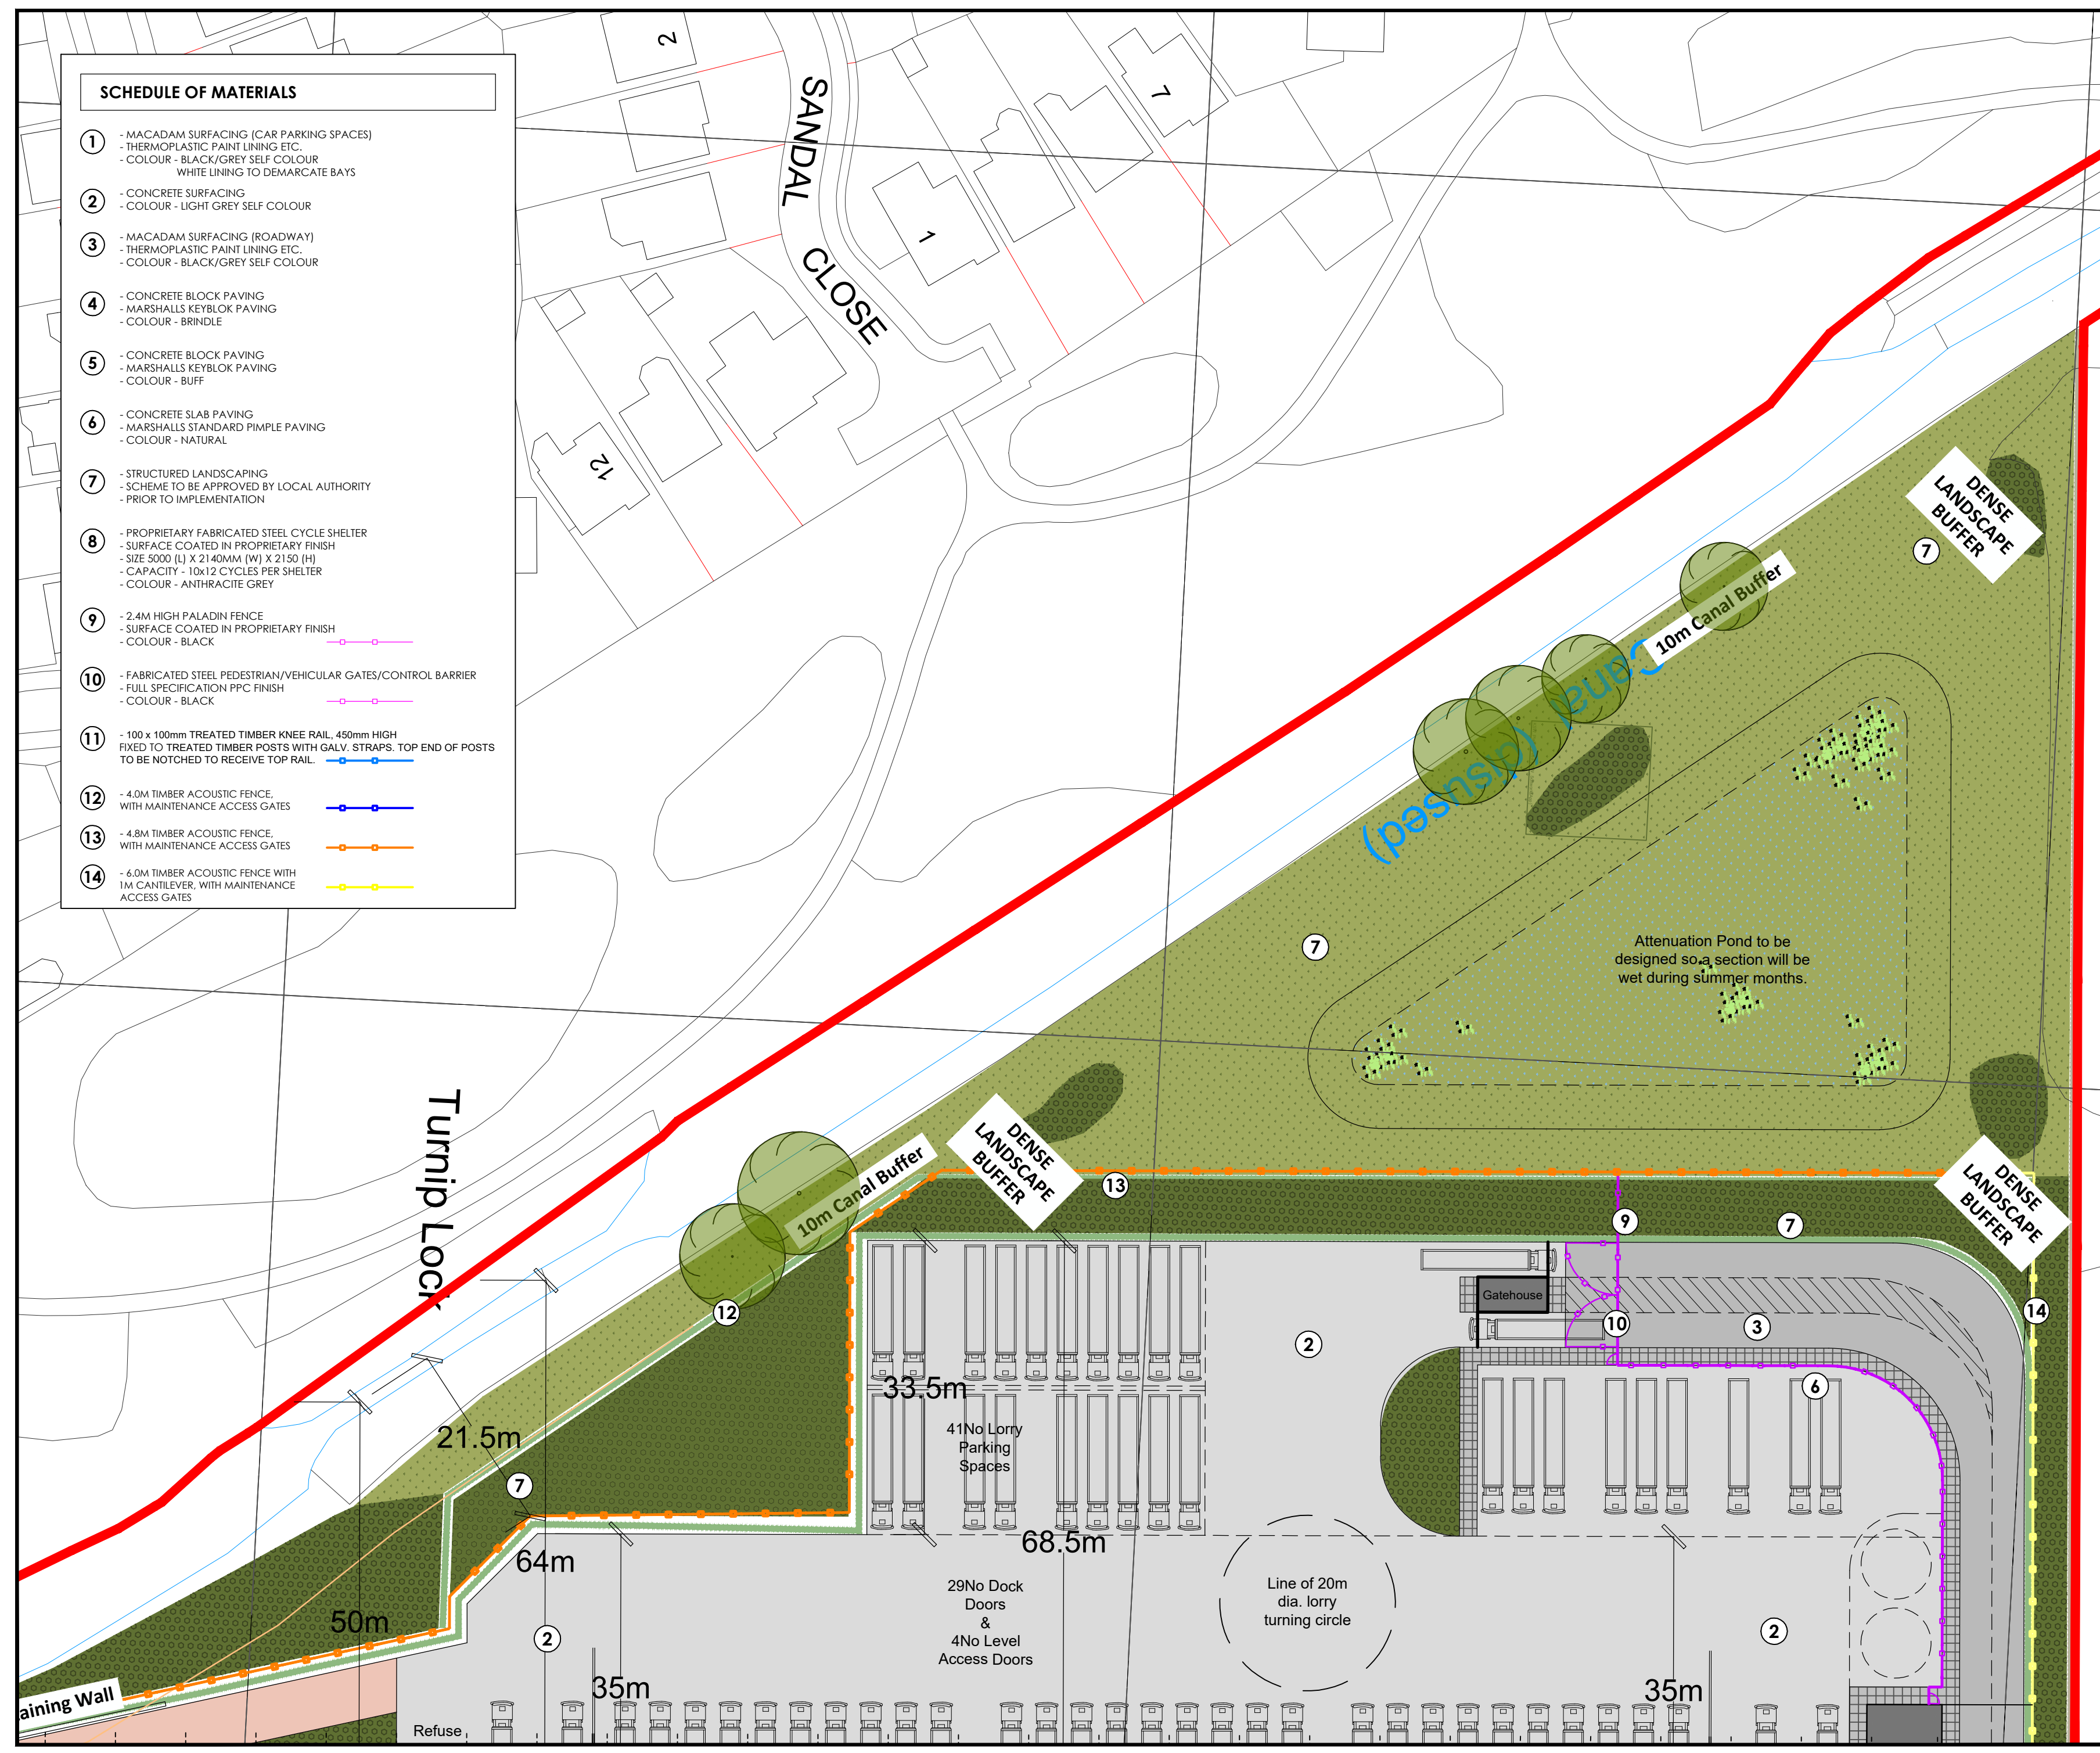 SCHEDULE OF MATERIALS
1
- MACADAM SURFACING (CAR PARKING SPACES)
- THERMOPLASTIC PAINT LINING ETC.
- COLOUR - BLACK/GREY SELF COLOUR
WHITE LINING TO DEMARCATE BAYS
2
- CONCRETE SURFACING
- COLOUR - LIGHT GREY SELF COLOUR
3
- MACADAM SURFACING (ROADWAY)
- THERMOPLASTIC PAINT LINING ETC.
- COLOUR - BLACK/GREY SELF COLOUR
4
- CONCRETE BLOCK PAVING
- MARSHALLS KEYBLOK PAVING
- COLOUR - BRINDLE
5
- CONCRETE BLOCK PAVING
- MARSHALLS KEYBLOK PAVING
- COLOUR - BUFF
6
- CONCRETE SLAB PAVING
- MARSHALLS STANDARD PIMPLE PAVING
- COLOUR - NATURAL
7
- STRUCTURED LANDSCAPING
- SCHEME TO BE APPROVED BY LOCAL AUTHORITY
- PRIOR TO IMPLEMENTATION
8
- PROPRIETARY FABRICATED STEEL CYCLE SHELTER
- SURFACE COATED IN PROPRIETARY FINISH
- SIZE 5000 (L) X 2140MM (W) X 2150 (H)
- CAPACITY - 10x12 CYCLES PER SHELTER
- COLOUR - ANTHRACITE GREY
9
- 2.4M HIGH PALADIN FENCE
- SURFACE COATED IN PROPRIETARY FINISH
- COLOUR - BLACK
10
- FABRICATED STEEL PEDESTRIAN/VEHICULAR GATES/CONTROL BARRIER
- FULL SPECIFICATION PPC FINISH
- COLOUR - BLACK
11
- 100 x 100mm TREATED TIMBER KNEE RAIL, 450mm HIGH
FIXED TO TREATED TIMBER POSTS WITH GALV. STRAPS. TOP END OF POSTS
TO BE NOTCHED TO RECEIVE TOP RAIL.
12
- 4.0M TIMBER ACOUSTIC FENCE,
WITH MAINTENANCE ACCESS GATES
13
- 4.8M TIMBER ACOUSTIC FENCE,
WITH MAINTENANCE ACCESS GATES
14
- 6.0M TIMBER ACOUSTIC FENCE WITH
1M CANTILEVER, WITH MAINTENANCE
ACCESS GATES
2
SANDAL
CLOSE
7
1
12
DENSE
LANDSCAPE
BUFFER
7
10m Canal Buffer
Canal (disused)
7
Attenuation Pond to be
designed so a section will be
wet during summer months.
Turnip Lock
10m Canal Buffer
DENSE
LANDSCAPE
BUFFER
13
DENSE
LANDSCAPE
BUFFER
9
7
12
Gatehouse
10
3
14
2
6
33.5m
41No Lorry
Parking
Spaces
21.5m
7
68.5m
64m
29No Dock
Doors
&
4No Level
Access Doors
Line of 20m
dia. lorry
turning circle
50m
2
2
35m
35m
aining Wall
Refuse